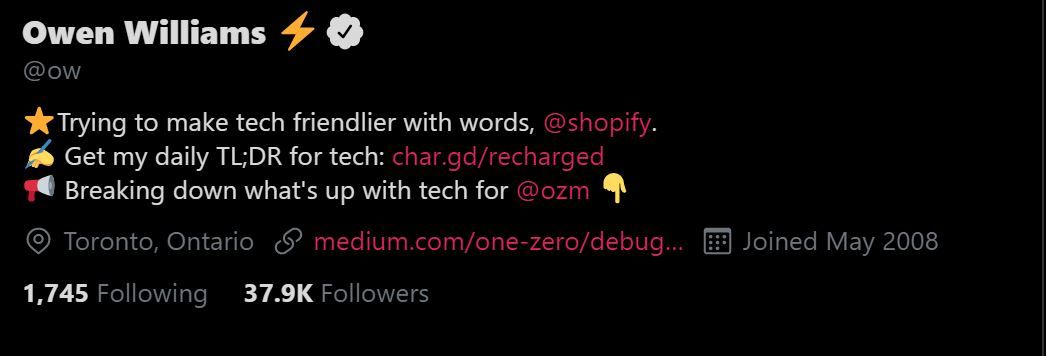 Owen Williams ⚡
@ow
⭐Trying to make tech friendlier with words, @shopify.
✍ Get my daily TL;DR for tech: char.gd/recharged
📢 Breaking down what's up with tech for @ozm 👇
Toronto, Ontario medium.com/one-zero/debug... Joined May 2008
1,745 Following 37.9K Followers